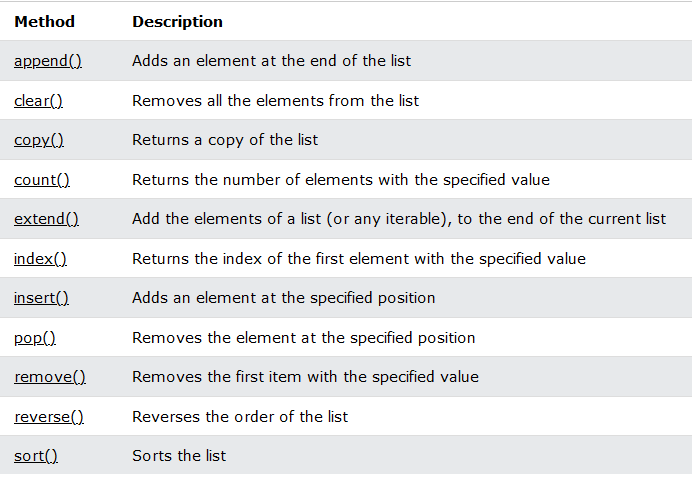 Method Description
append() Adds an element at the end of the list
clear() Removes all the elements from the list
copy() Returns a copy of the list
count() Returns the number of elements with the specified value
extend() Add the elements of a list (or any iterable), to the end of the current list
index() Returns the index of the first element with the specified value
insert() Adds an element at the specified position
pop() Removes the element at the specified position
remove() Removes the first item with the specified value
reverse() Reverses the order of the list
sort() Sorts the list